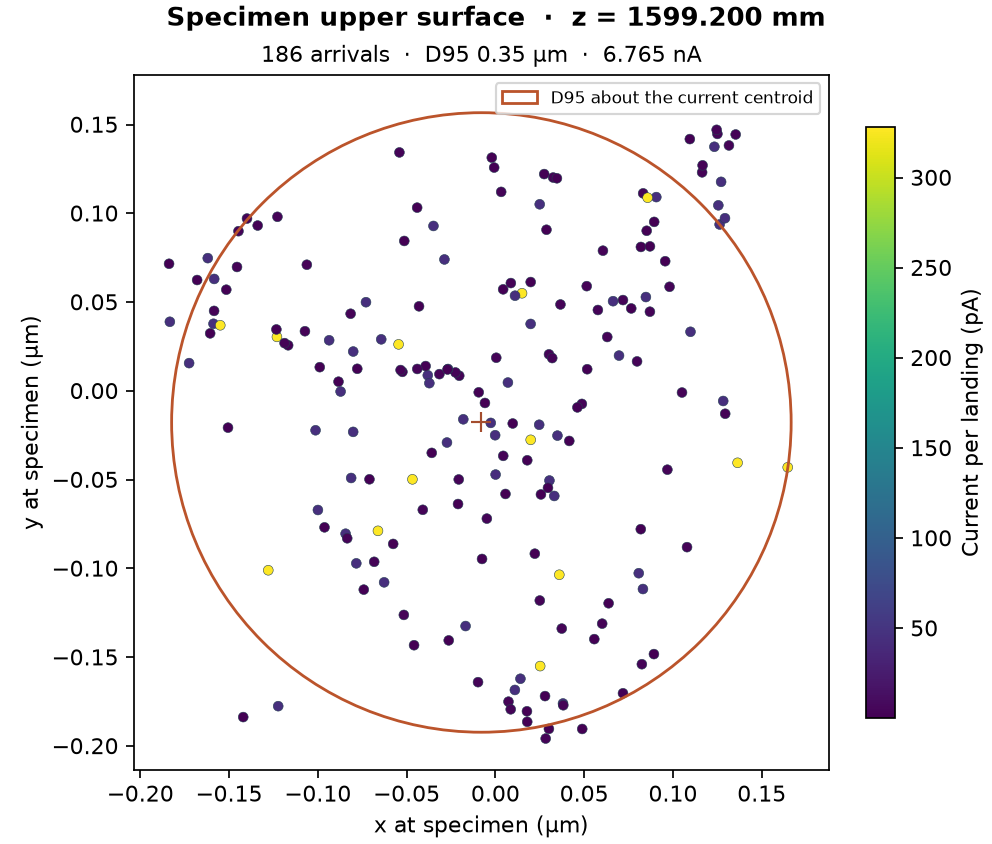 Specimen upper surface · z = 1599.200 mm
186 arrivals · D95 0.35 µm · 6.765 nA
D95 about the current centroid
0.15
0.10
0.05
0.00
−0.05
−0.10
−0.15
−0.20
y at specimen (µm)
−0.20 −0.15 −0.10 −0.05 0.00 0.05 0.10 0.15
x at specimen (µm)
300
250
200
150
100
50
Current per landing (pA)